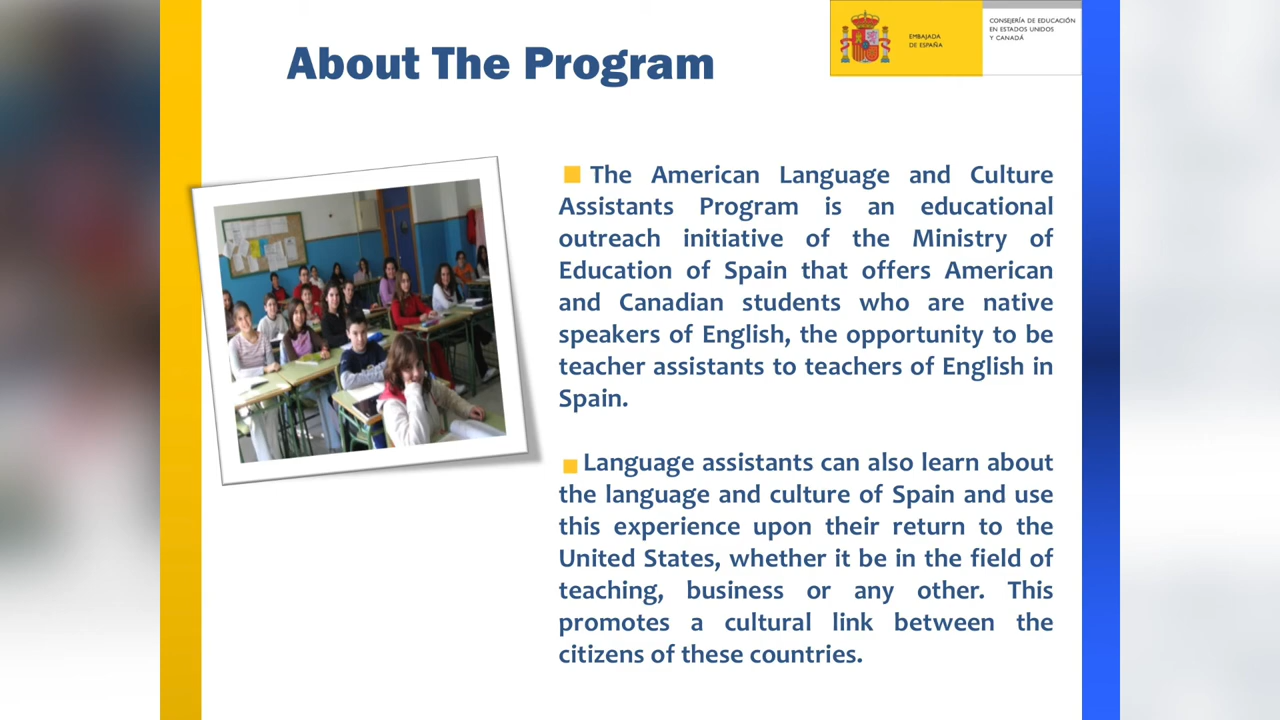 About The Program
EMBAJADA
DE ESPAÑA
CONSEJERÍA DE EDUCACIÓN
EN ESTADOS UNIDOS
Y CANADÁ
The American Language and Culture
Assistants Program is an educational
outreach initiative of the Ministry of
Education of Spain that offers American
and Canadian students who are native
speakers of English, the opportunity to be
teacher assistants to teachers of English in
Spain.
Language assistants can also learn about
the language and culture of Spain and use
this experience upon their return to the
United States, whether it be in the field of
teaching, business or any other. This
promotes a cultural link between the
citizens of these countries.